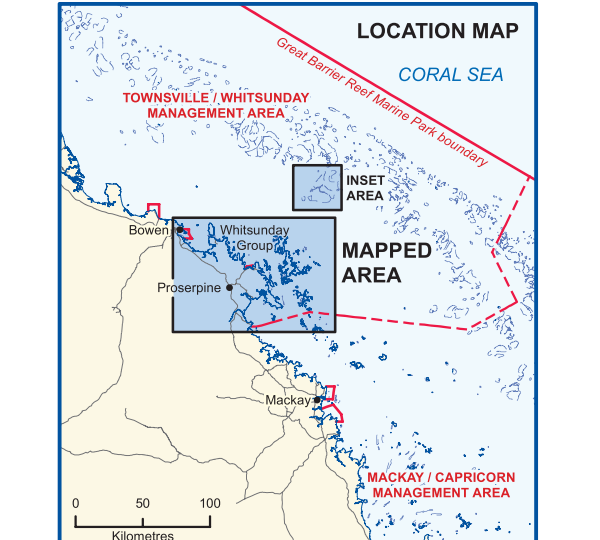 LOCATION MAP
CORAL SEA
Great Barrier Reef Marine Park boundary
TOWNSVILLE / WHITSUNDAY
MANAGEMENT AREA
INSET
AREA
Bowen
Whitsunday
Group
MAPPED
AREA
Proserpine
Mackay
MACKAY / CAPRICORN
MANAGEMENT AREA
0 50 100
Kilometres